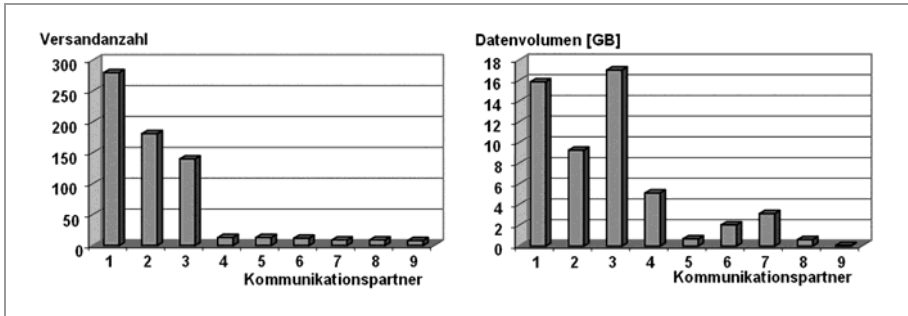 Versandanzahl
300
250
200
150
100
50
0
1 2 3 4 5 6 7 8 9
Kommunikationspartner
Datenvolumen [GB]
18
16
14
12
10
8
6
4
2
0
1 2 3 4 5 6 7 8 9
Kommunikationspartner